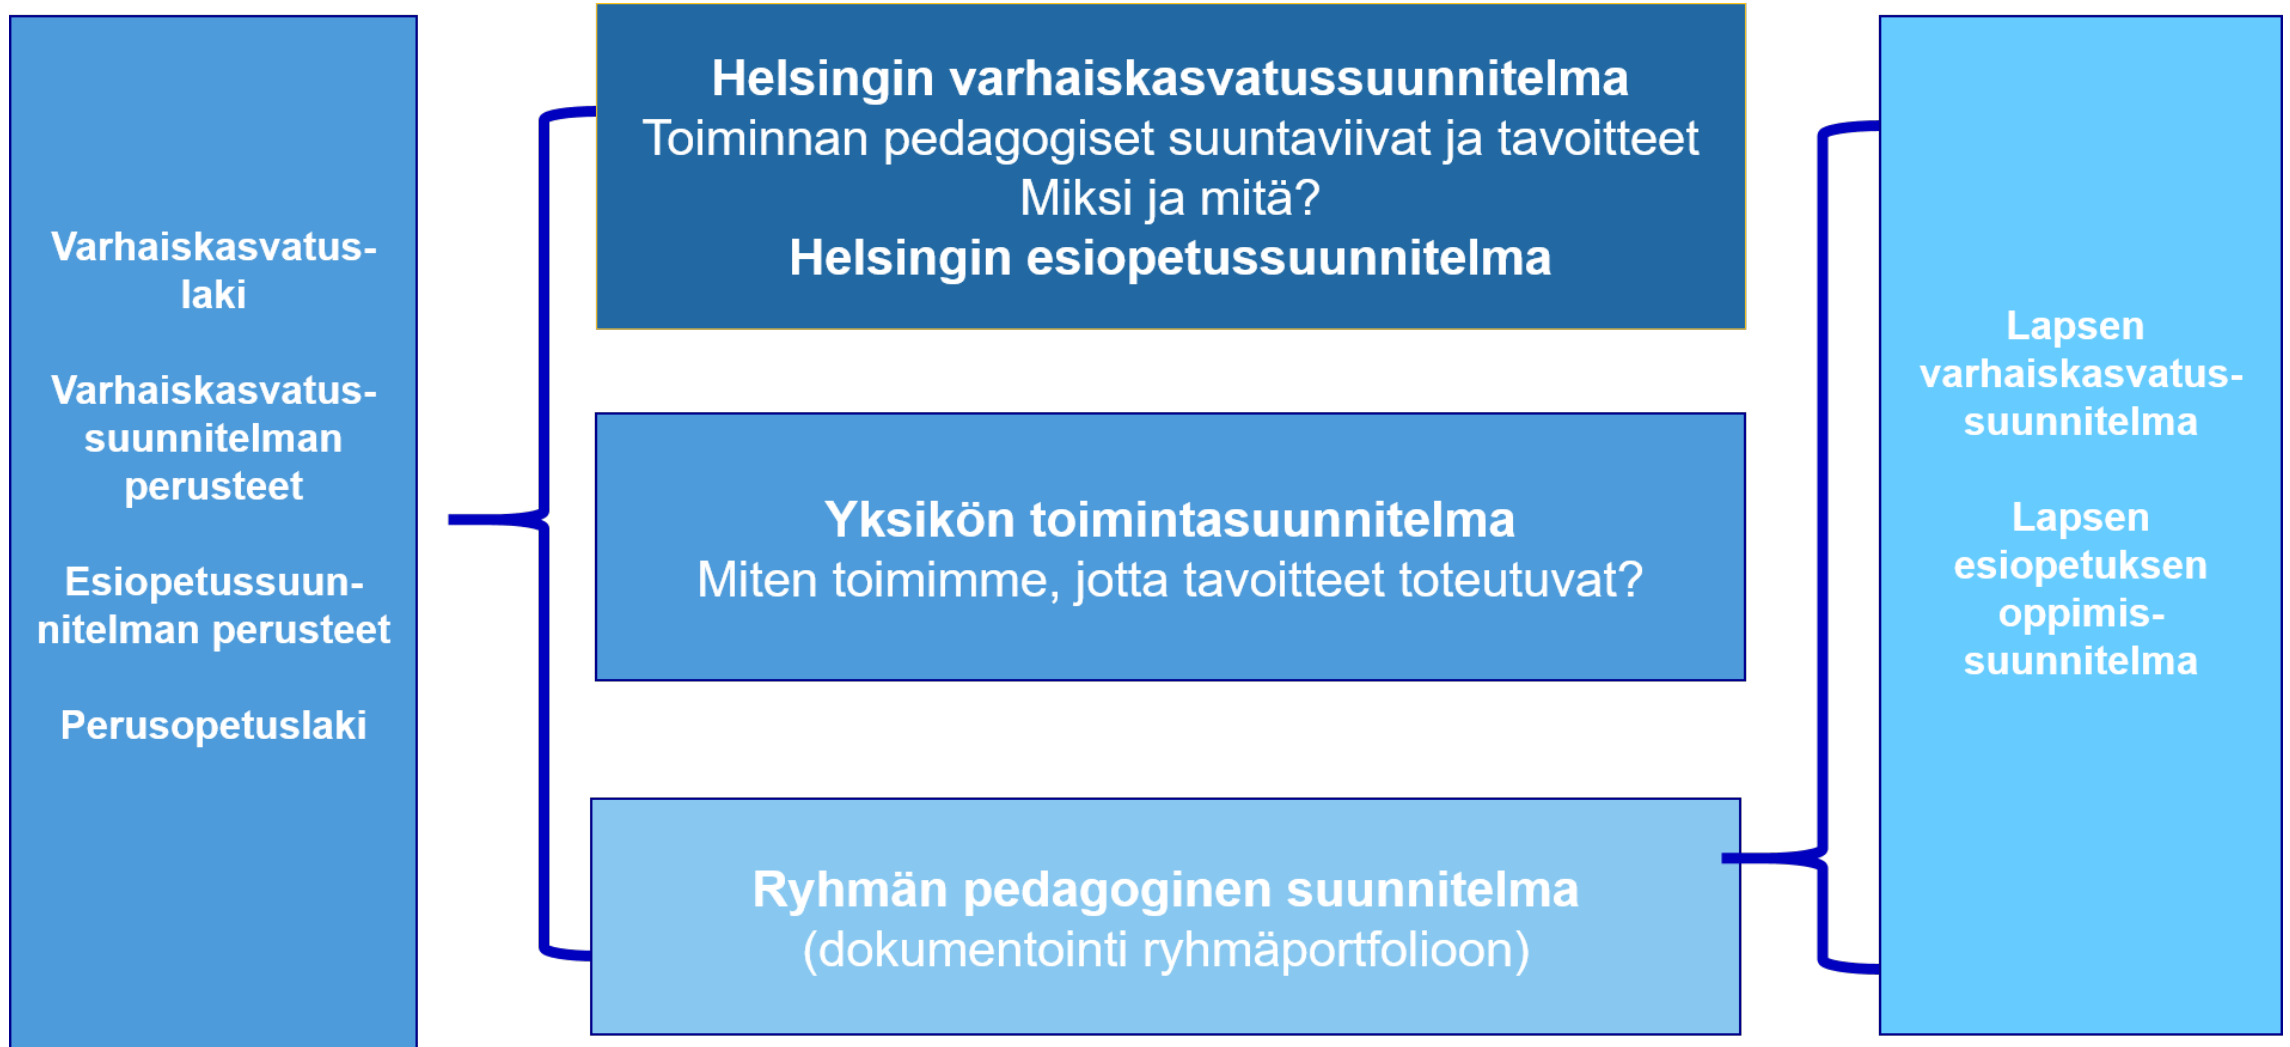 Varhaiskasvatus-
laki
Varhaiskasvatus-
suunnitelman
perusteet
Esiopetussuun-
nitelman perusteet
Perusopetuslaki
Helsingin varhaiskasvatussuunnitelma
Toiminnan pedagogiset suuntaviivat ja tavoitteet
Miksi ja mitä?
Helsingin esiopetussuunnitelma
Yksikön toimintasuunnitelma
Miten toimimme, jotta tavoitteet toteutuvat?
Ryhmän pedagoginen suunnitelma
(dokumentointi ryhmäportfolioon)
Lapsen
varhaiskasvatus-
suunnitelma
Lapsen
esiopetuksen
oppimis-
suunnitelma